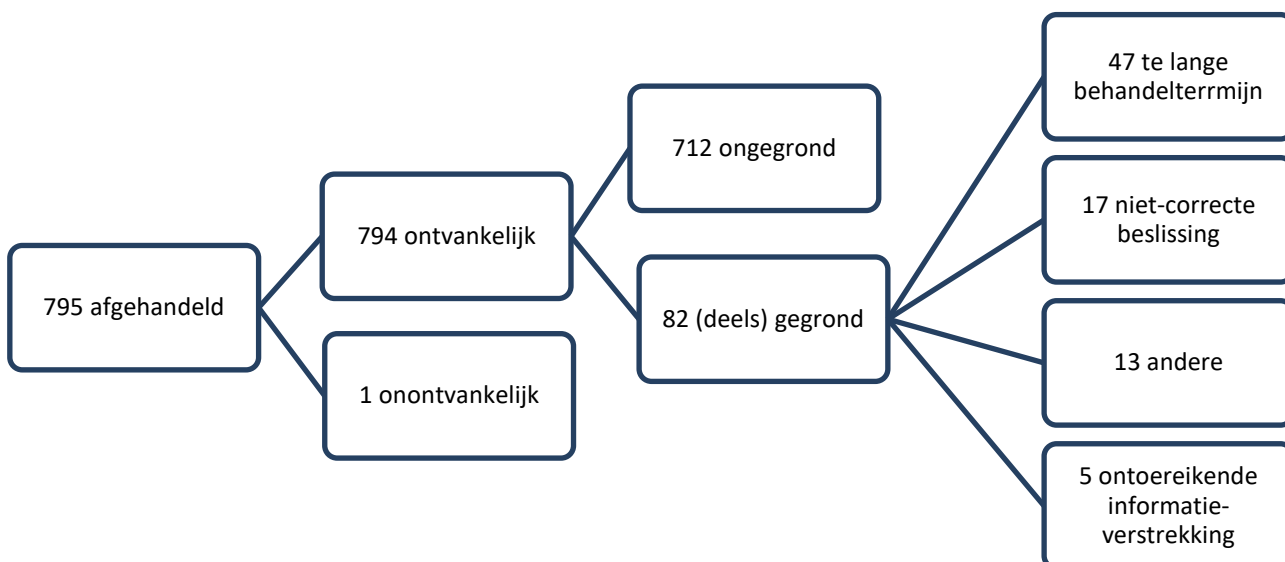 795 afgehandeld
794 ontvankelijk
1 onontvankelijk
712 ongegrond
82 (deels) gegrond
47 te lange
behandelterrmijn
17 niet-correcte
beslissing
13 andere
5 ontoereikende
informatie-
verstrekking